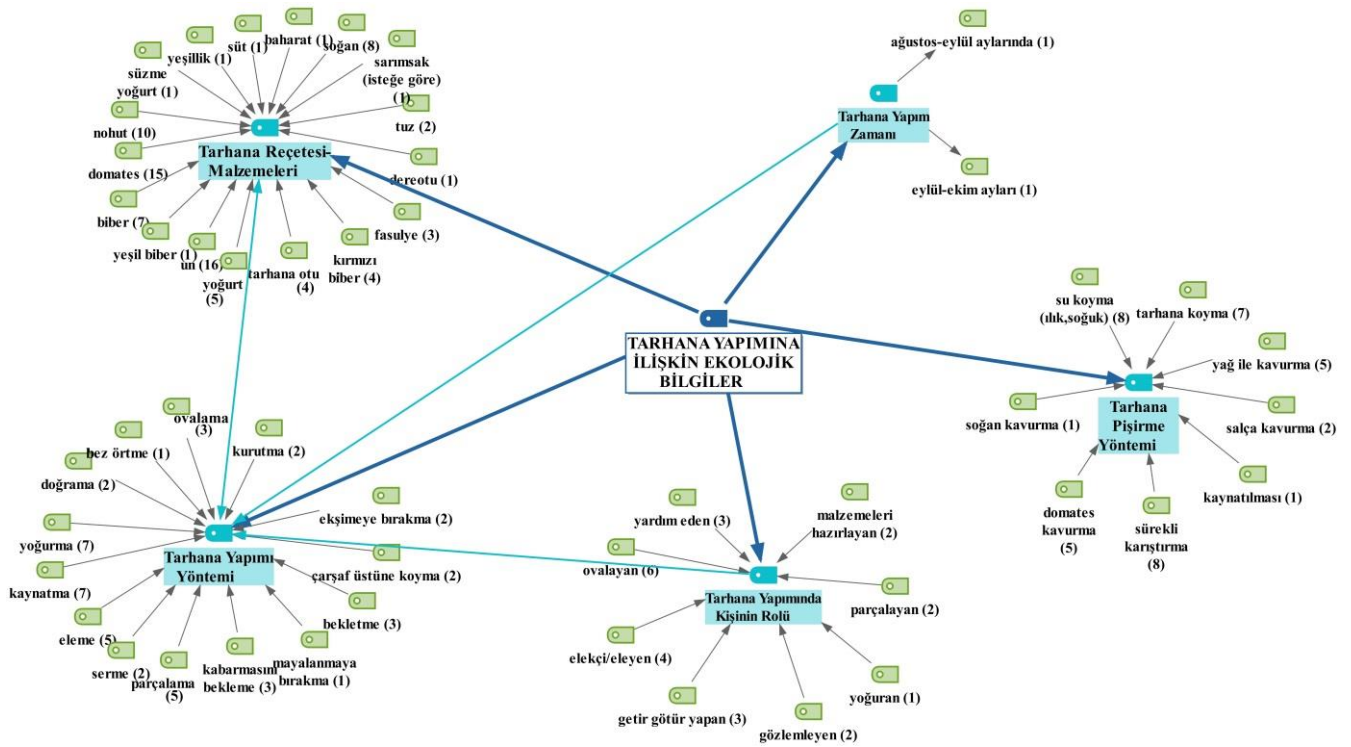 süt (1)
baharat (1)
soğan (8)
yeşillik (1)
sarımsak
(isteğe göre)
(1)
süzme
yoğurt (1)
nohut (10)
tuz (2)
Tarhana Reçetesi-
Malzemeleri
domates (15)
dereotu (1)
biber (7)
fasulye (3)
yeşil biber (1)
un (16)
yoğurt
(5)
tarhana otu
(4)
kırmızı
biber (4)
ağustos-eylül aylarında (1)
Tarhana Yapım
Zamanı
eylül-ekim ayları (1)
TARHANA YAPIMINA
İLİŞKİN EKOLOJİK
BİLGİLER
su koyma
(ılık,soğuk) (8)
tarhana koyma (7)
yağ ile kavurma (5)
soğan kavurma (1)
Tarhana
Pişirme
Yöntemi
salça kavurma (2)
kaynatılması (1)
domates
kavurma
(5)
sürekli
karıştırma
(8)
ovalama
(3)
bez örtme (1)
kurutma (2)
doğrama (2)
ekşimeye bırakma (2)
yoğurma (7)
Tarhana Yapımı
Yöntemi
çarşaf üstüne koyma (2)
kaynatma (7)
bekletme (3)
eleme (5)
serme (2)
parçalama
(5)
kabarmasını
bekleme (3)
mayalanmaya
bırakma (1)
yardım eden (3)
malzemeleri
hazırlayan (2)
ovalayan (6)
Tarhana Yapımında
Kişinin Rolü
parçalayan (2)
elekçi/eleyen (4)
yoğuran (1)
getir götür yapan (3)
gözlemleyen (2)